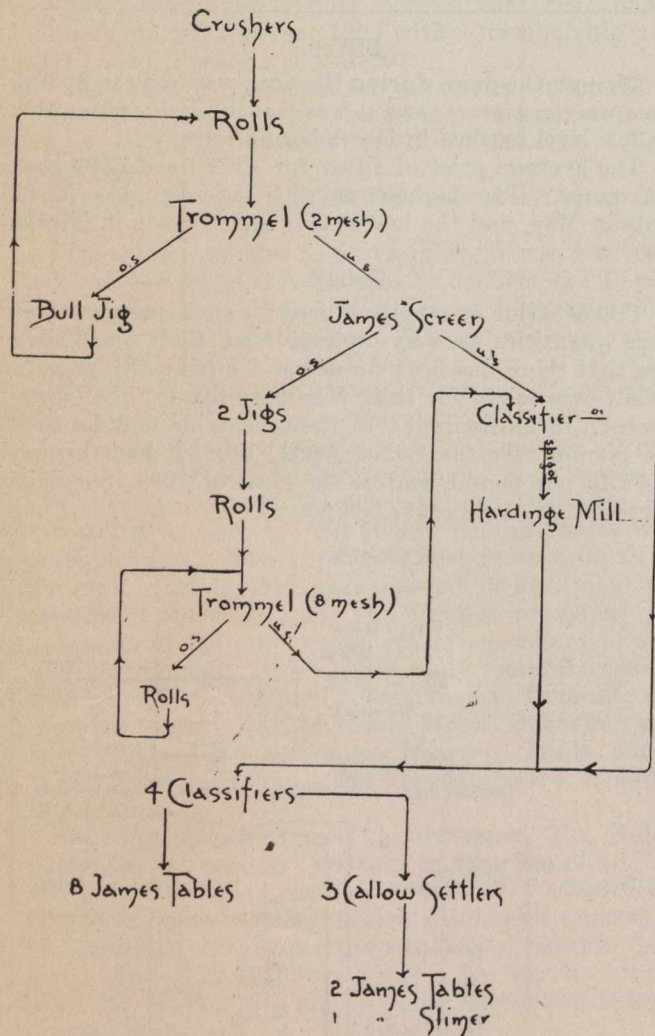 Crushers
Rolls
Trommel (2 mesh)
o.s
u.s
Bull Jig
James Screen
o.s
u.s
2 Jigs
Classifier
Rolls
Hardinge Mill
Trommel (8 mesh)
o.s
u.s.
Rolls
4 Classifiers
8 James Tables
3 Callow Settlers
2 James Tables
1 " Slimer